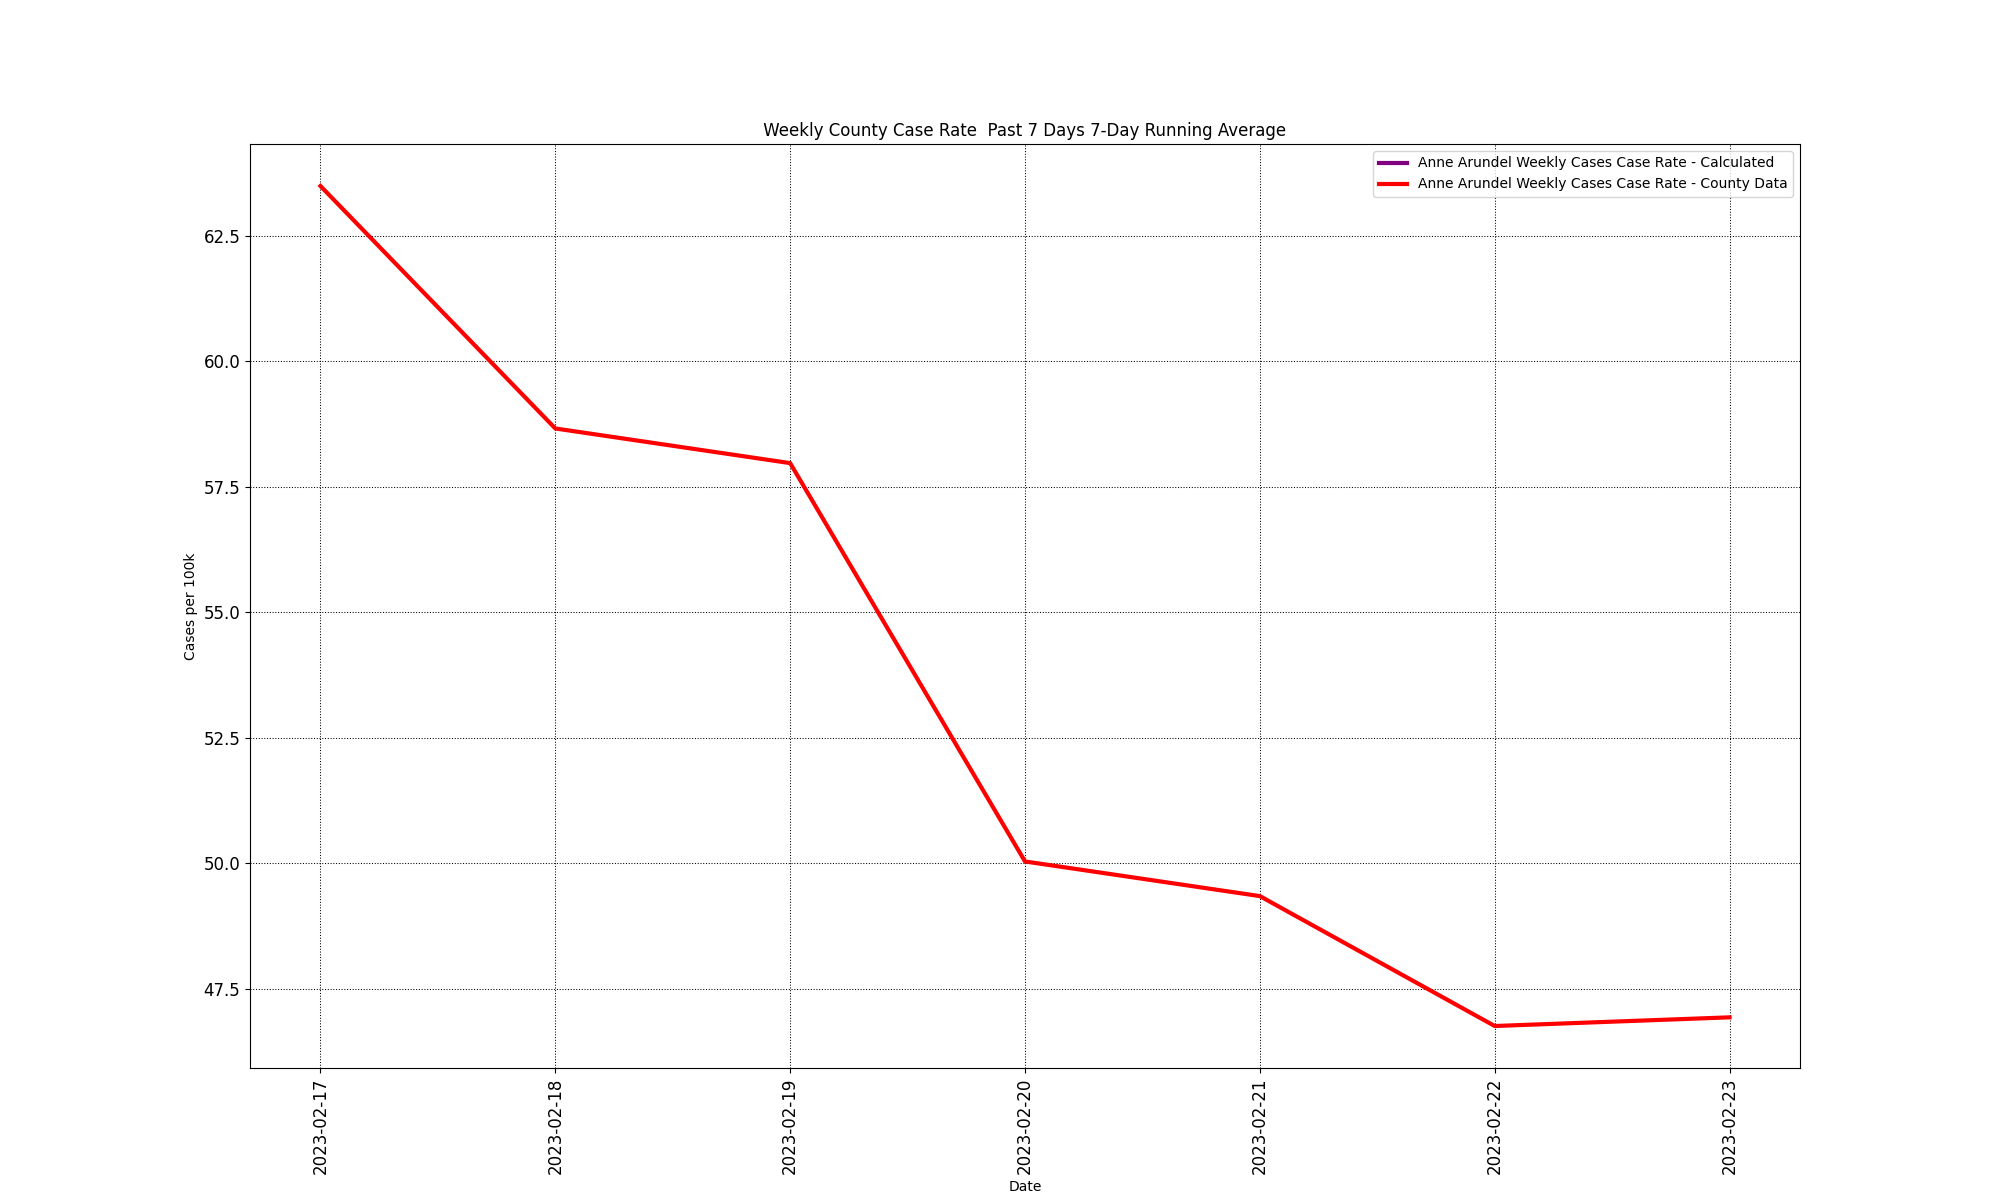 Weekly County Case Rate  Past 7 Days 7-Day Running Average
Anne Arundel Weekly Cases Case Rate - Calculated
Anne Arundel Weekly Cases Case Rate - County Data
62.5
60.0
57.5
55.0
52.5
50.0
47.5
Cases per 100k
2023-02-17
2023-02-18
2023-02-19
2023-02-20
2023-02-21
2023-02-22
2023-02-23
Date